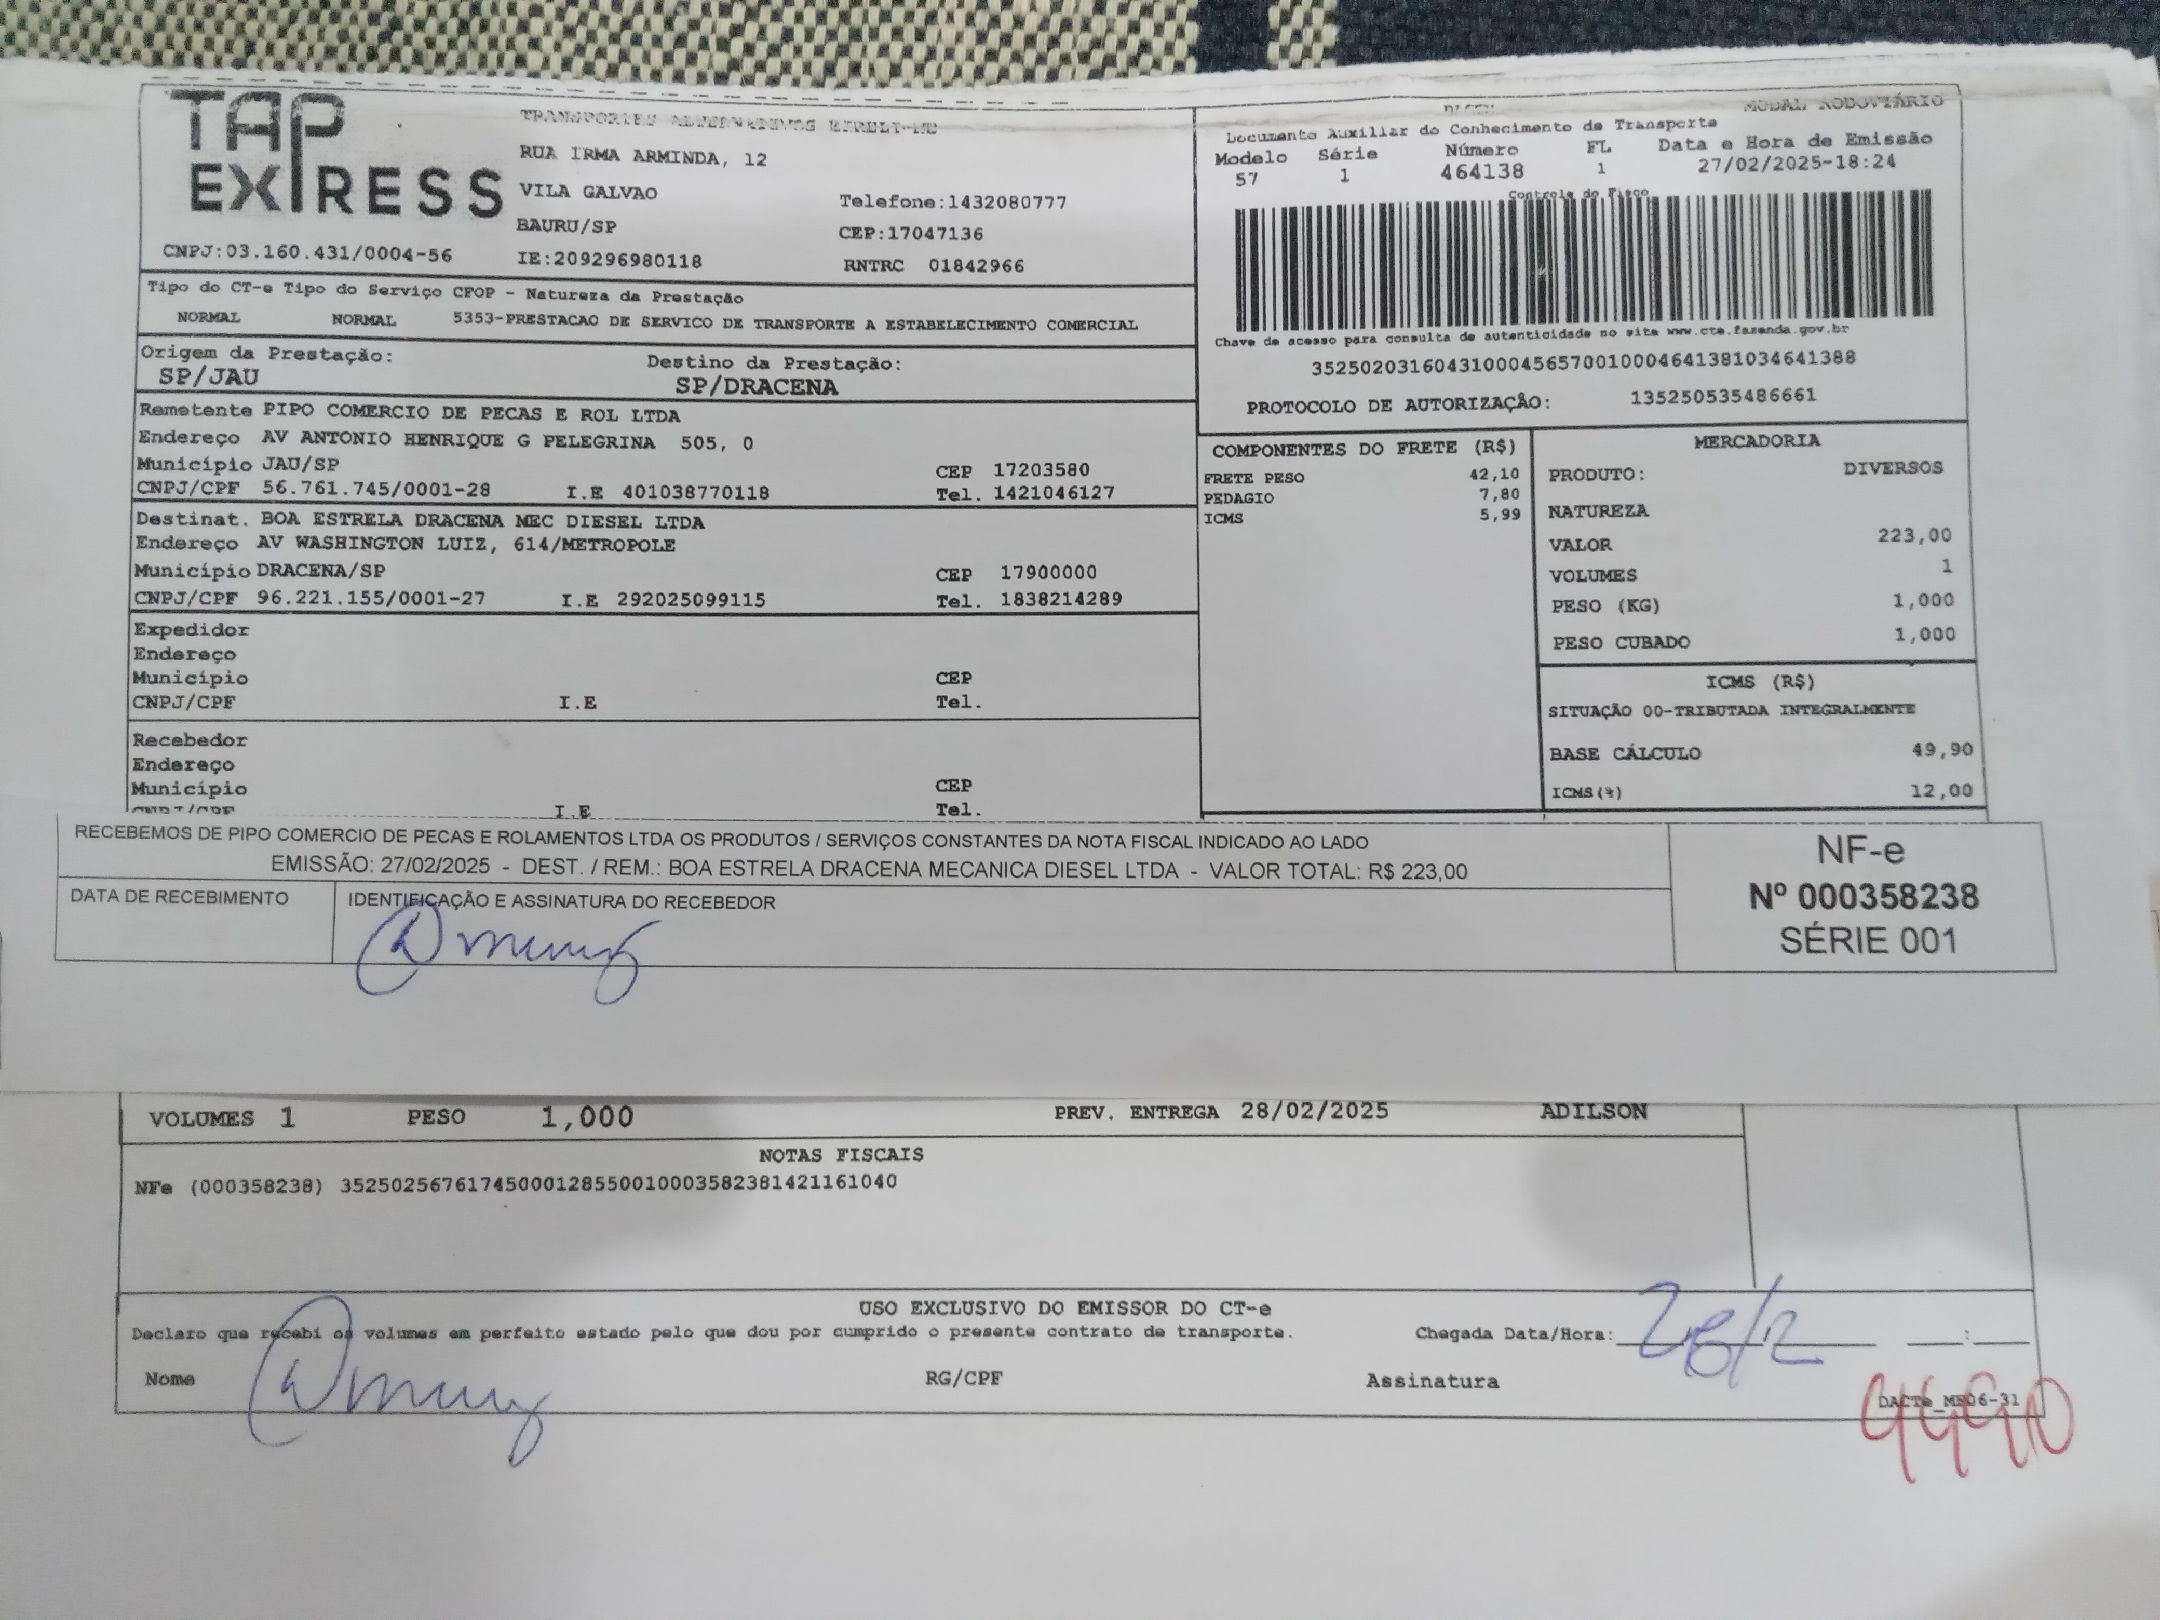 TAP EXPRESS
TRANSPORTES ALTERNATIVOS EIRELI-ME
RUA IRMA ARMINDA, 12
VILA GALVAO
Telefone:1432080777
BAURU/SP
CEP:17047136
CNPJ:03.160.431/0004-56
IE:209296980118
RNTRC 01842966
MODAL RODOVIÁRIO
Documento Auxiliar do Conhecimento de Transporte
Modelo Série Número FL Data e Hora de Emissão
57 1 464138 1 27/02/2025-18:24
Controle do Fisco
Chave de acesso para consulta de autenticidade no site www.cte.fazenda.gov.br
35250203160431000456570010004641381034641388
PROTOCOLO DE AUTORIZAÇÃO: 135250535486661
Tipo do CT-e Tipo do Serviço CFOP - Natureza da Prestação
NORMAL NORMAL 5353-PRESTACAO DE SERVICO DE TRANSPORTE A ESTABELECIMENTO COMERCIAL
Origem da Prestação: Destino da Prestação:
SP/JAU SP/DRACENA
Remetente PIPO COMERCIO DE PECAS E ROL LTDA
Endereço AV ANTONIO HENRIQUE G PELEGRINA 505, 0
Município JAU/SP CEP 17203580
CNPJ/CPF 56.761.745/0001-28 I.E 401038770118 Tel. 1421046127
Destinat. BOA ESTRELA DRACENA MEC DIESEL LTDA
Endereço AV WASHINGTON LUIZ, 614/METROPOLE
Município DRACENA/SP CEP 17900000
CNPJ/CPF 96.221.155/0001-27 I.E 292025099115 Tel. 1838214289
Expedidor
Endereço
Município CEP
CNPJ/CPF I.E Tel.
Recebedor
Endereço
Município CEP
CNPJ/CPF I.E Tel.
COMPONENTES DO FRETE (R$)
FRETE PESO 42,10
PEDAGIO 7,80
ICMS 5,99
MERCADORIA
PRODUTO: DIVERSOS
NATUREZA
VALOR 223,00
VOLUMES 1
PESO (KG) 1,000
PESO CUBADO 1,000
ICMS (R$)
SITUAÇÃO 00-TRIBUTADA INTEGRALMENTE
BASE CÁLCULO 49,90
ICMS(%) 12,00
RECEBEMOS DE PIPO COMERCIO DE PECAS E ROLAMENTOS LTDA OS PRODUTOS / SERVIÇOS CONSTANTES DA NOTA FISCAL INDICADO AO LADO
EMISSÃO: 27/02/2025 - DEST. / REM.: BOA ESTRELA DRACENA MECANICA DIESEL LTDA - VALOR TOTAL: R$ 223,00
DATA DE RECEBIMENTO
IDENTIFICAÇÃO E ASSINATURA DO RECEBEDOR
NF-e
Nº 000358238
SÉRIE 001
VOLUMES 1 PESO 1,000 PREV. ENTREGA 28/02/2025 ADILSON
NOTAS FISCAIS
NFe (000358238) 35250256761745000128550010003582381421161040
USO EXCLUSIVO DO EMISSOR DO CT-e
Declaro que recebi os volumes em perfeito estado pelo que dou por cumprido o presente contrato de transporte.
Chegada Data/Hora: 28/2 :
Nome RG/CPF Assinatura
DACTe_M506-31